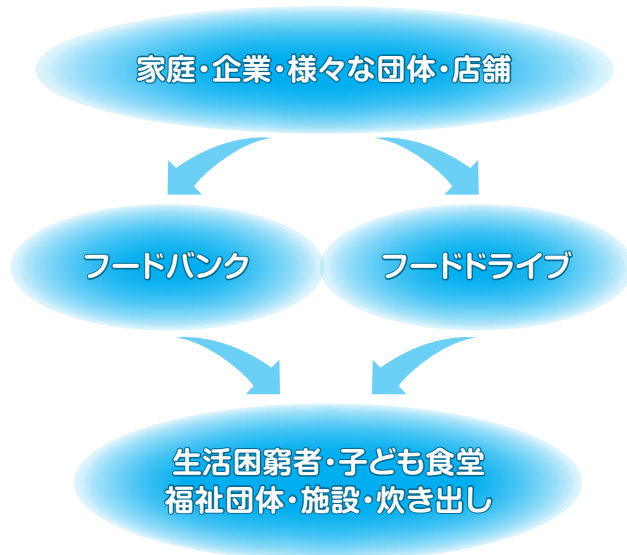 家庭・企業・様々な団体・店舗
フードバンク
フードドライブ
生活困窮者・子ども食堂
福祉団体・施設・炊き出し